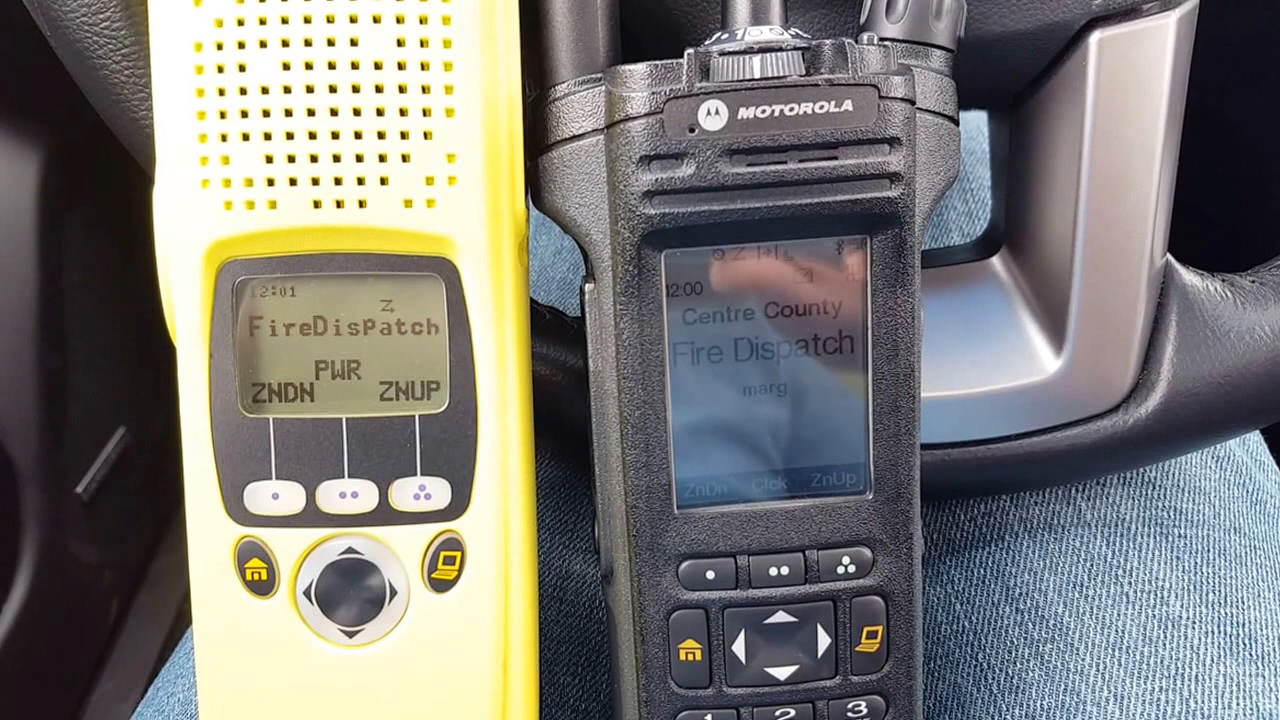 12:01
FireDisPatch
PWR
ZNDN ZNUP
100
MOTOROLA
12:00
Centre County
Fire Dispatch
marg
ZnDn Clck ZnUp
1 2 3